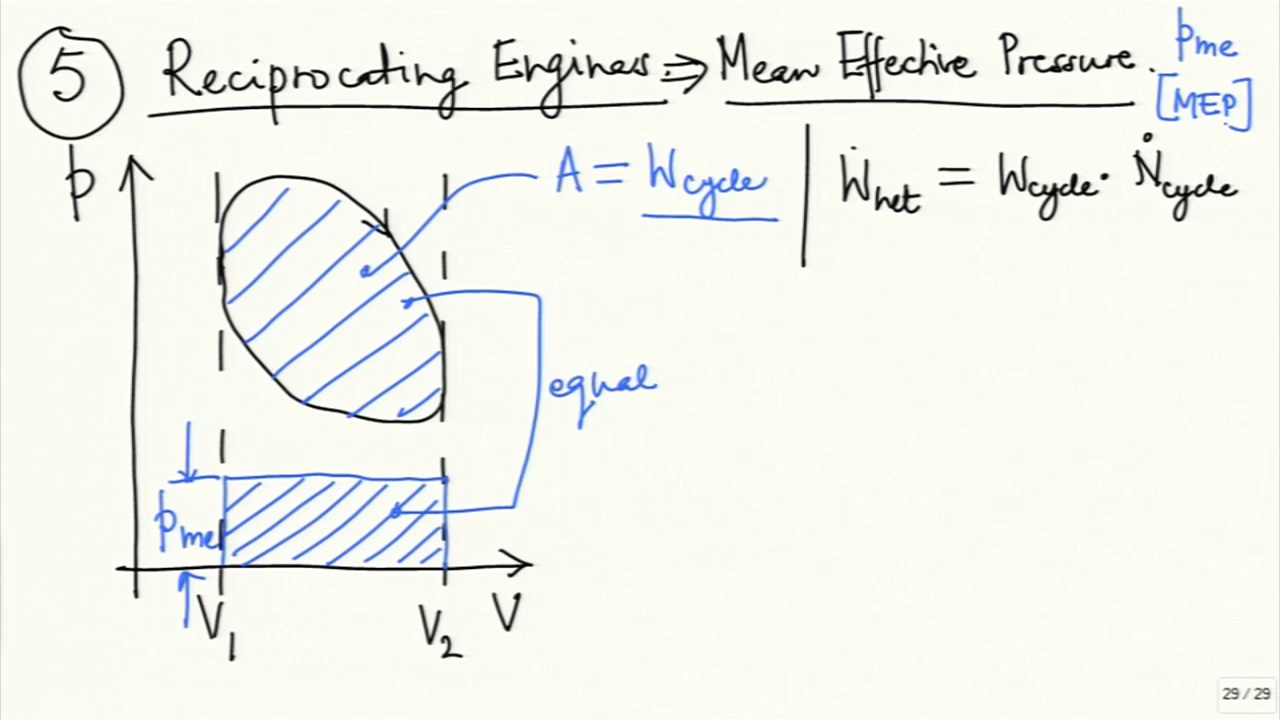 5 Reciprocating Engines ⇒ Mean Effective Pressure. pme
[MEP]
p
A = Wcycle
Ẇnet = Wcycle · Ṅcycle
equal
pme
V1
V2
V
29 / 29